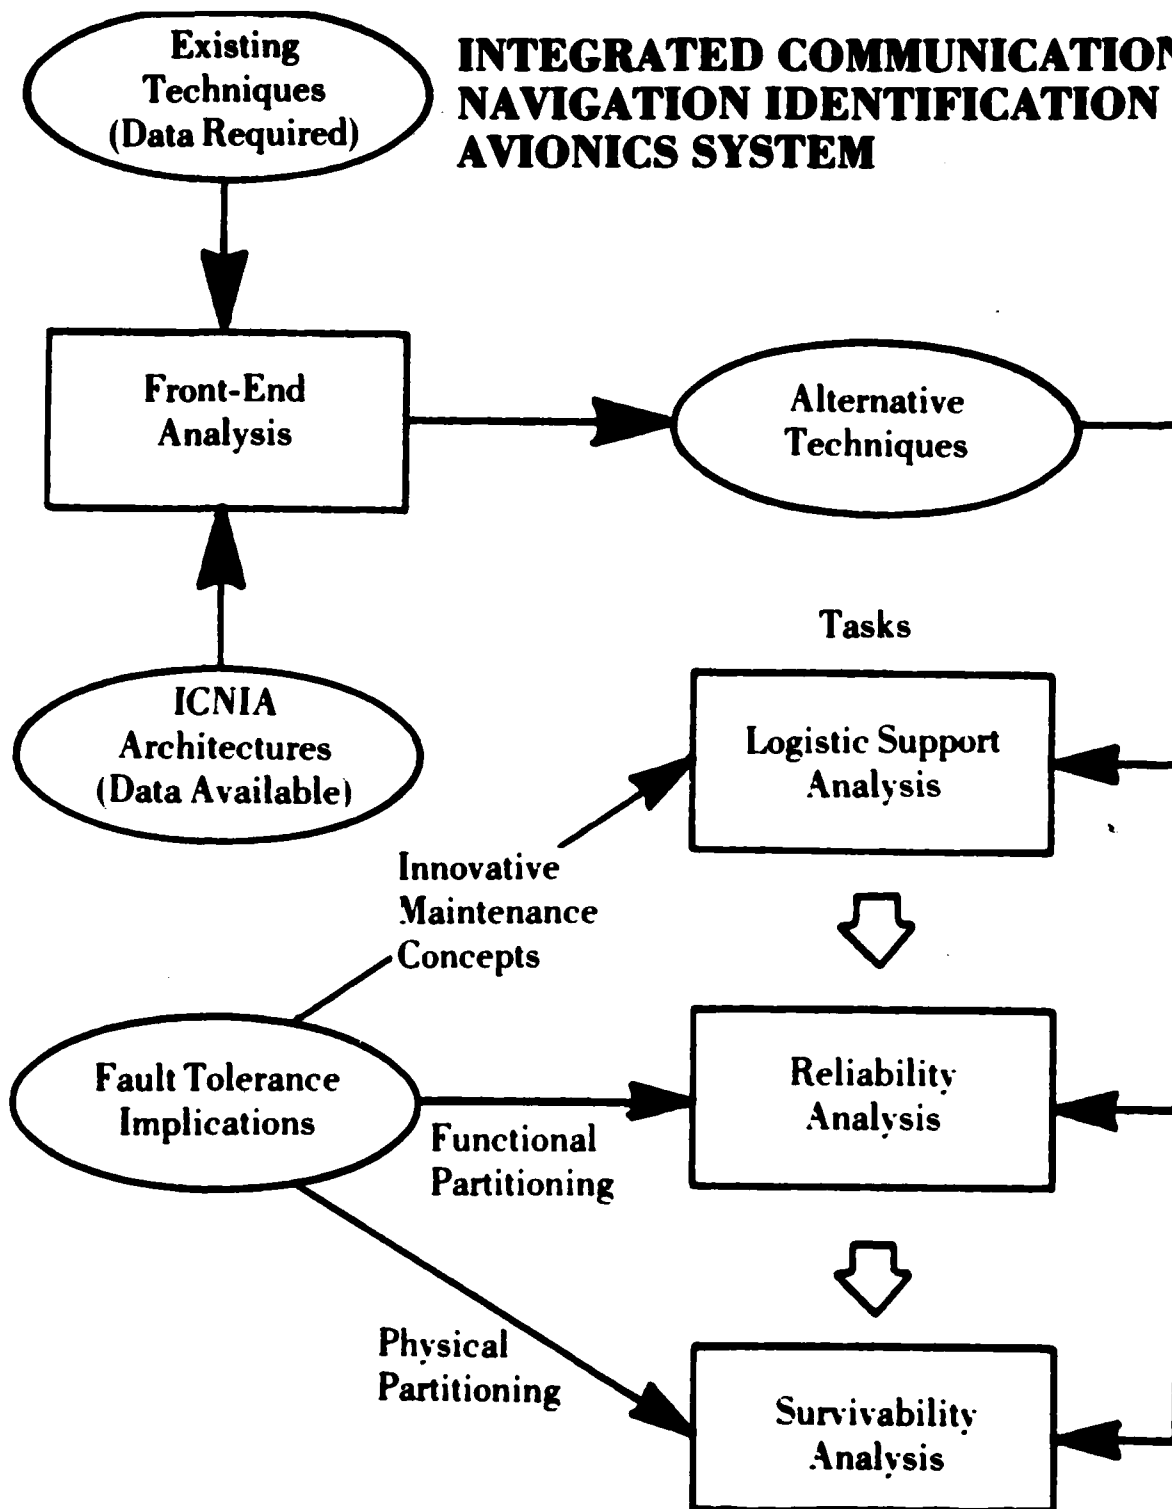 Existing
Techniques
(Data Required)
INTEGRATED COMMUNICATION
NAVIGATION IDENTIFICATION
AVIONICS SYSTEM
Front-End
Analysis
Alternative
Techniques
ICNIA
Architectures
(Data Available)
Tasks
Logistic Support
Analysis
Innovative
Maintenance
Concepts
Fault Tolerance
Implications
Functional
Partitioning
Reliability
Analysis
Physical
Partitioning
Survivability
Analysis